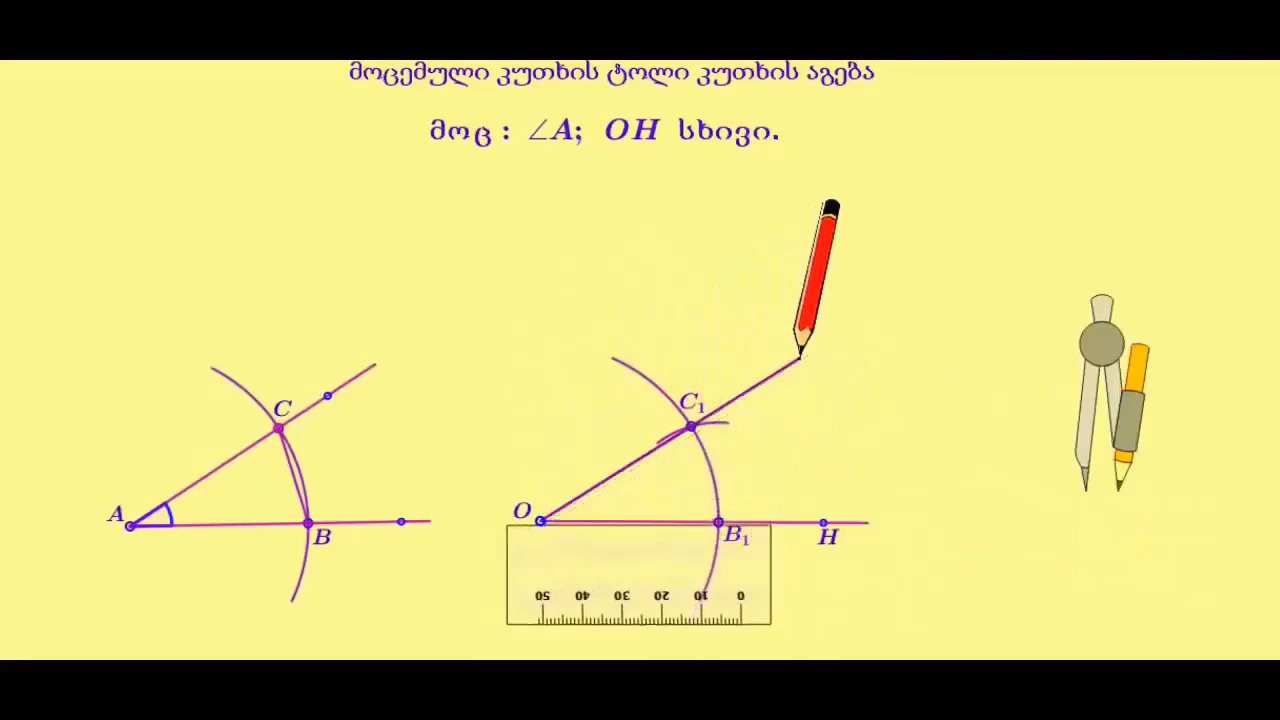 მოცემული კუთხის ტოლი კუთხის აგება
მოც : ∠A; OH სხივი.
C
C₁
A
B
O
B₁
H
50 40 30 20 10 0